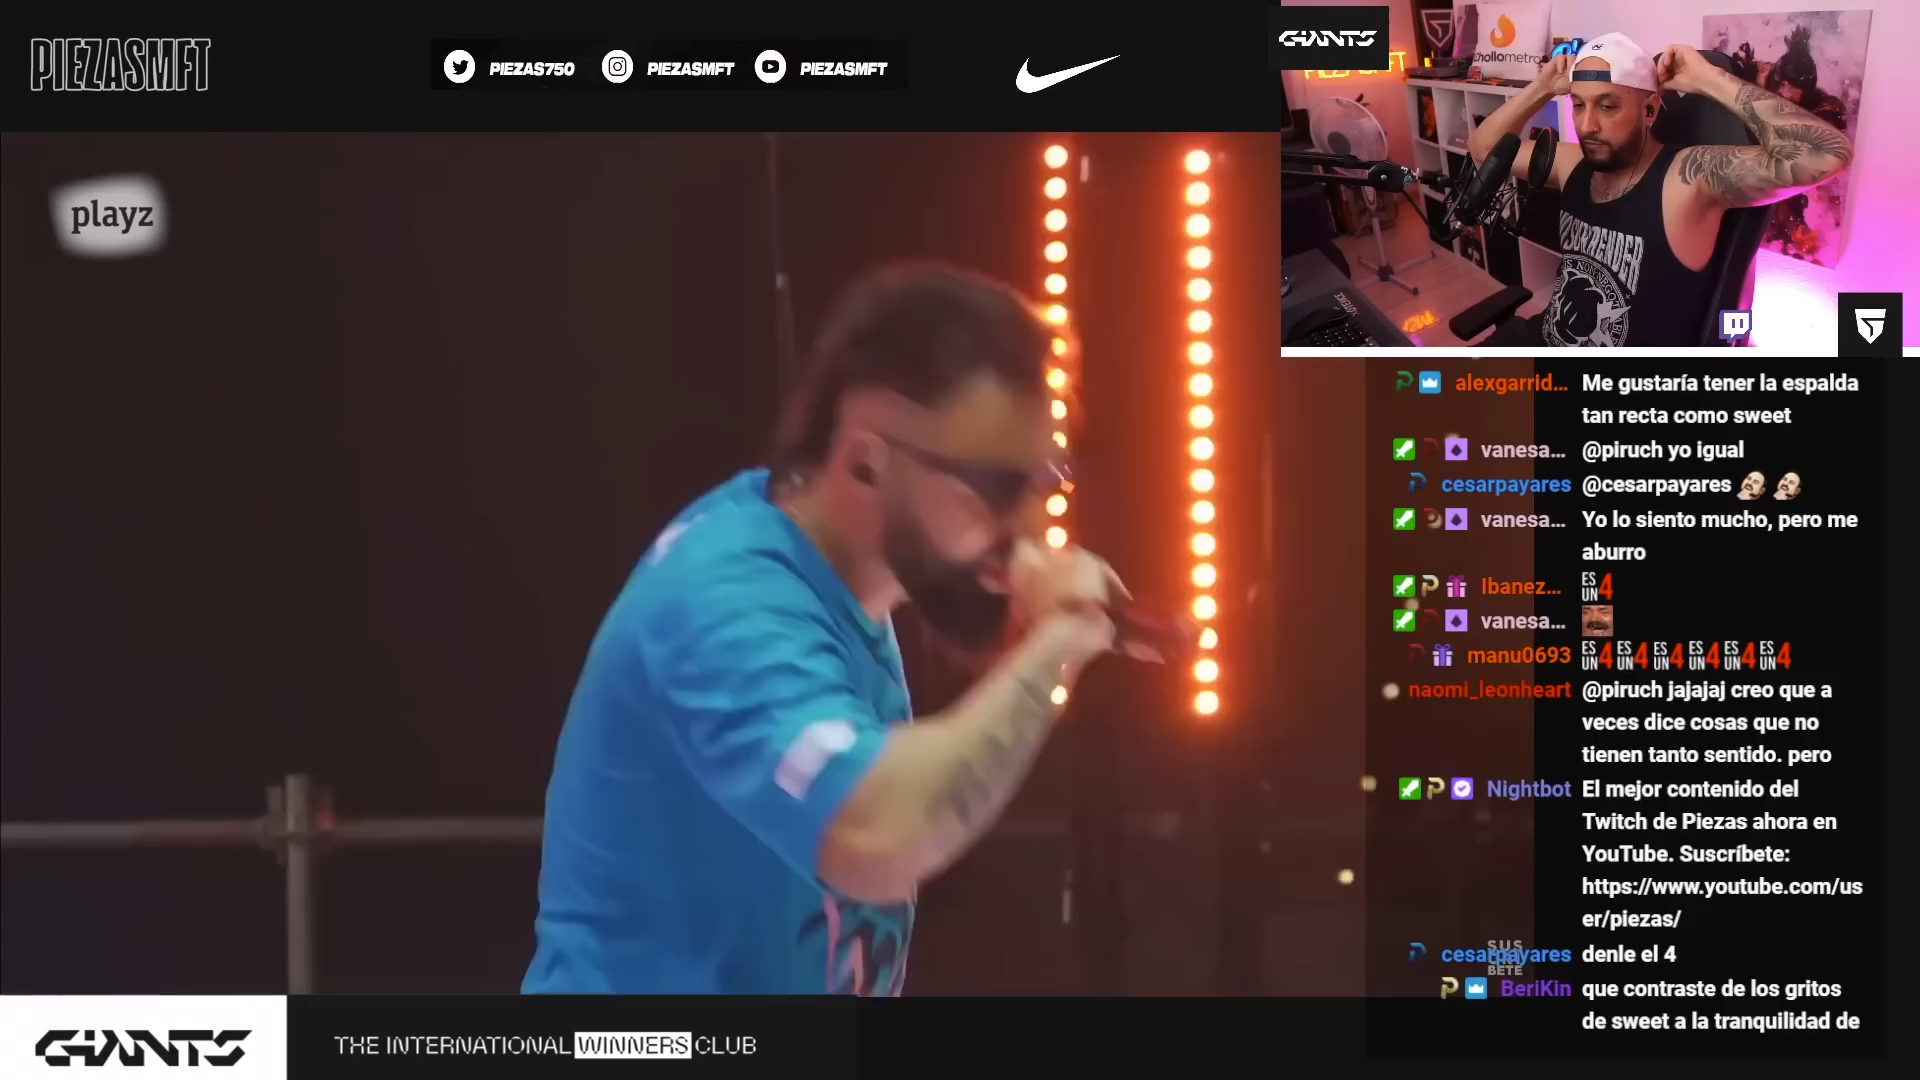 PIEZASMFT
PIEZAS750
PIEZASMFT
PIEZASMFT
GIANTS
chollometro
playz
SURRENDER
alexgarrid... Me gustaría tener la espalda
tan recta como sweet
vanesa... @piruch yo igual
cesarpayares @cesarpayares
vanesa... Yo lo siento mucho, pero me
aburro
Ibanez... ES UN 4
vanesa...
manu0693 ES UN 4 ES UN 4 ES UN 4 ES UN 4 ES UN 4 ES UN 4
naomi_leonheart @piruch jajajaj creo que a
veces dice cosas que no
tienen tanto sentido. pero
Nightbot El mejor contenido del
Twitch de Piezas ahora en
YouTube. Suscríbete:
https://www.youtube.com/us
er/piezas/
cesarpayares denle el 4
BeriKin que contraste de los gritos
de sweet a la tranquilidad de
GIANTS
THE INTERNATIONAL WINNERS CLUB